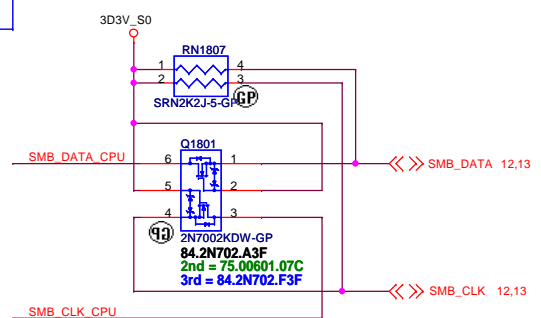 3D3V_S0
RN1807
1 4
2 3
SRN2K2J-5-GP
GP
Q1801
SMB_DATA_CPU 6 1 SMB_DATA 12,13
5 2
4 3
GP
2N7002KDW-GP
84.2N702.A3F
2nd = 75.00601.07C
3rd = 84.2N702.F3F
SMB_CLK 12,13
SMB_CLK_CPU